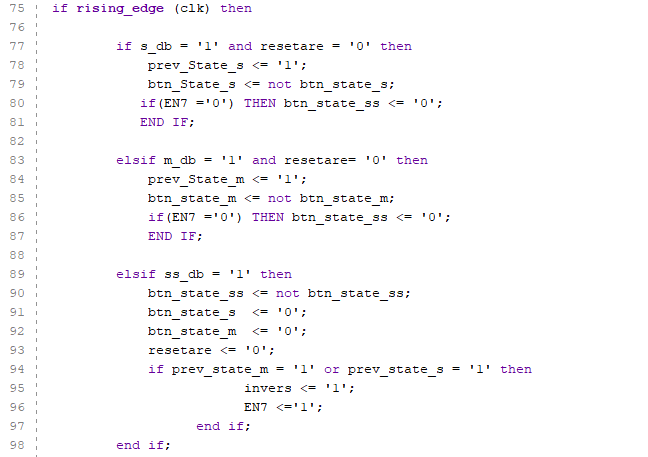 75 if rising_edge (clk) then
76
77 if s_db = '1' and resetare = '0' then
78 prev_State_s <= '1';
79 btn_State_s <= not btn_state_s;
80 if(EN7 ='0') THEN btn_state_ss <= '0';
81 END IF;
82
83 elsif m_db = '1' and resetare= '0' then
84 prev_State_m <= '1';
85 btn_state_m <= not btn_state_m;
86 if(EN7 ='0') THEN btn_state_ss <= '0';
87 END IF;
88
89 elsif ss_db = '1' then
90 btn_state_ss <= not btn_state_ss;
91 btn_state_s  <= '0';
92 btn_state_m  <= '0';
93 resetare <= '0';
94 if prev_state_m = '1' or prev_state_s = '1' then
95 invers <= '1';
96 EN7 <='1';
97 end if;
98 end if;